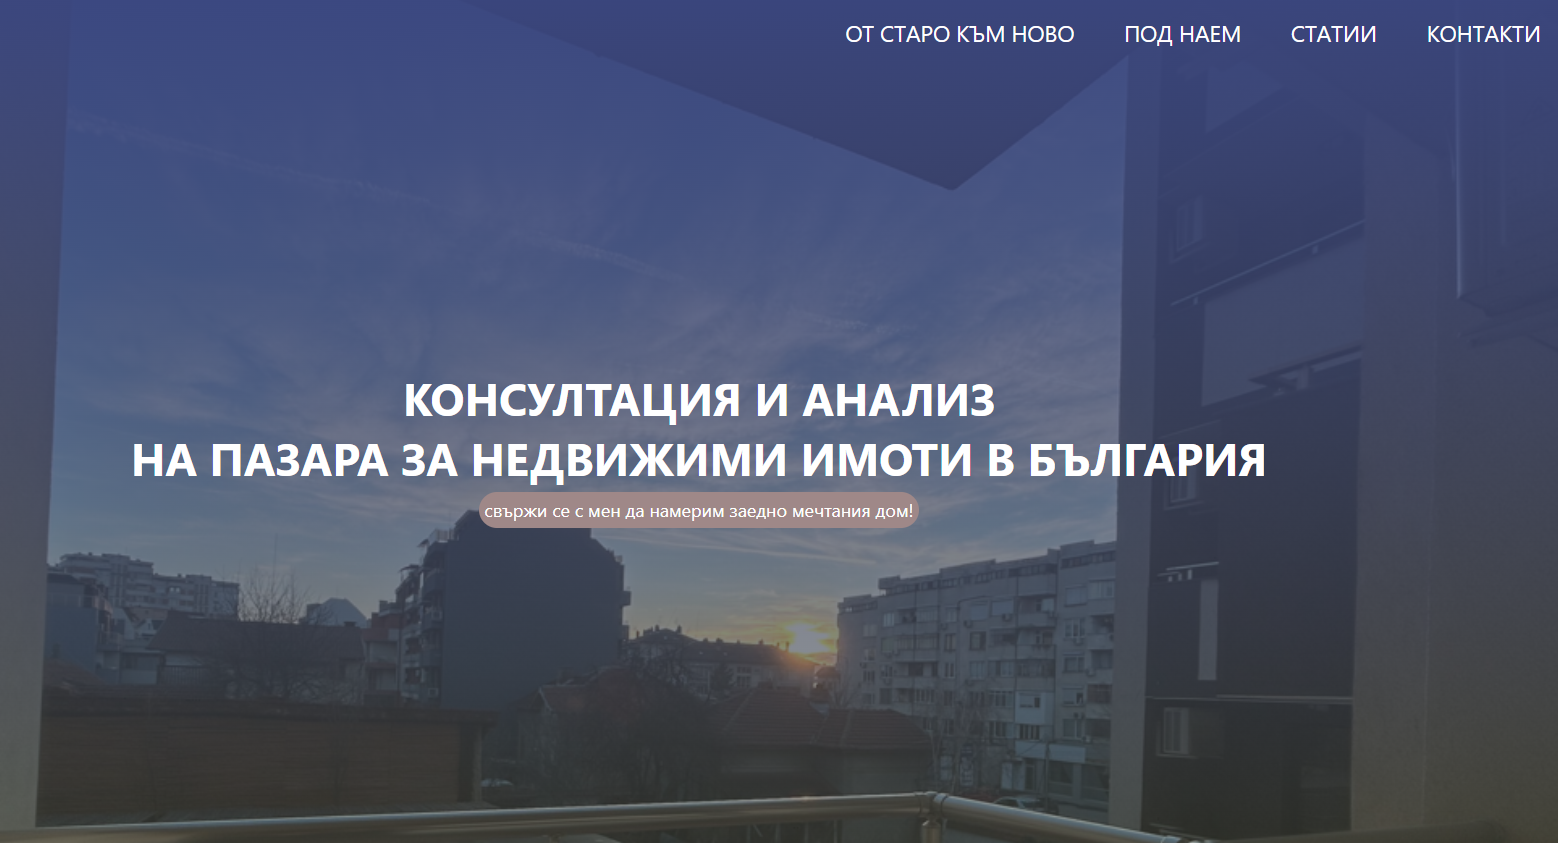 ОТ СТАРО КЪМ НОВО ПОД НАЕМ СТАТИИ КОНТАКТИ
КОНСУЛТАЦИЯ И АНАЛИЗ
НА ПАЗАРА ЗА НЕДВИЖИМИ ИМОТИ В БЪЛГАРИЯ
свържи се с мен да намерим заедно мечтания дом!